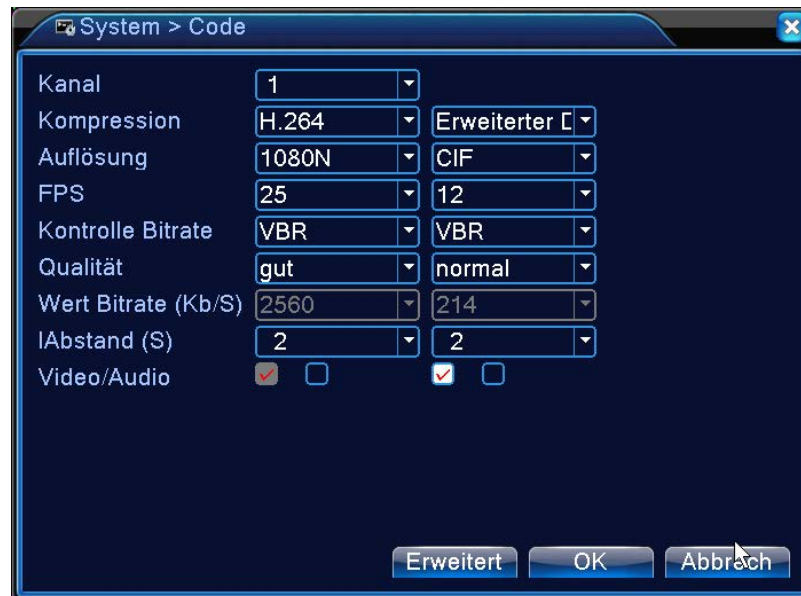 System > Code
Kanal 1
Kompression H.264 Erweiterter D
Auflösung 1080N CIF
FPS 25 12
Kontrolle Bitrate VBR VBR
Qualität gut normal
Wert Bitrate (Kb/S) 2560 214
IAbstand (S) 2 2
Video/Audio
Erweitert OK Abbrech